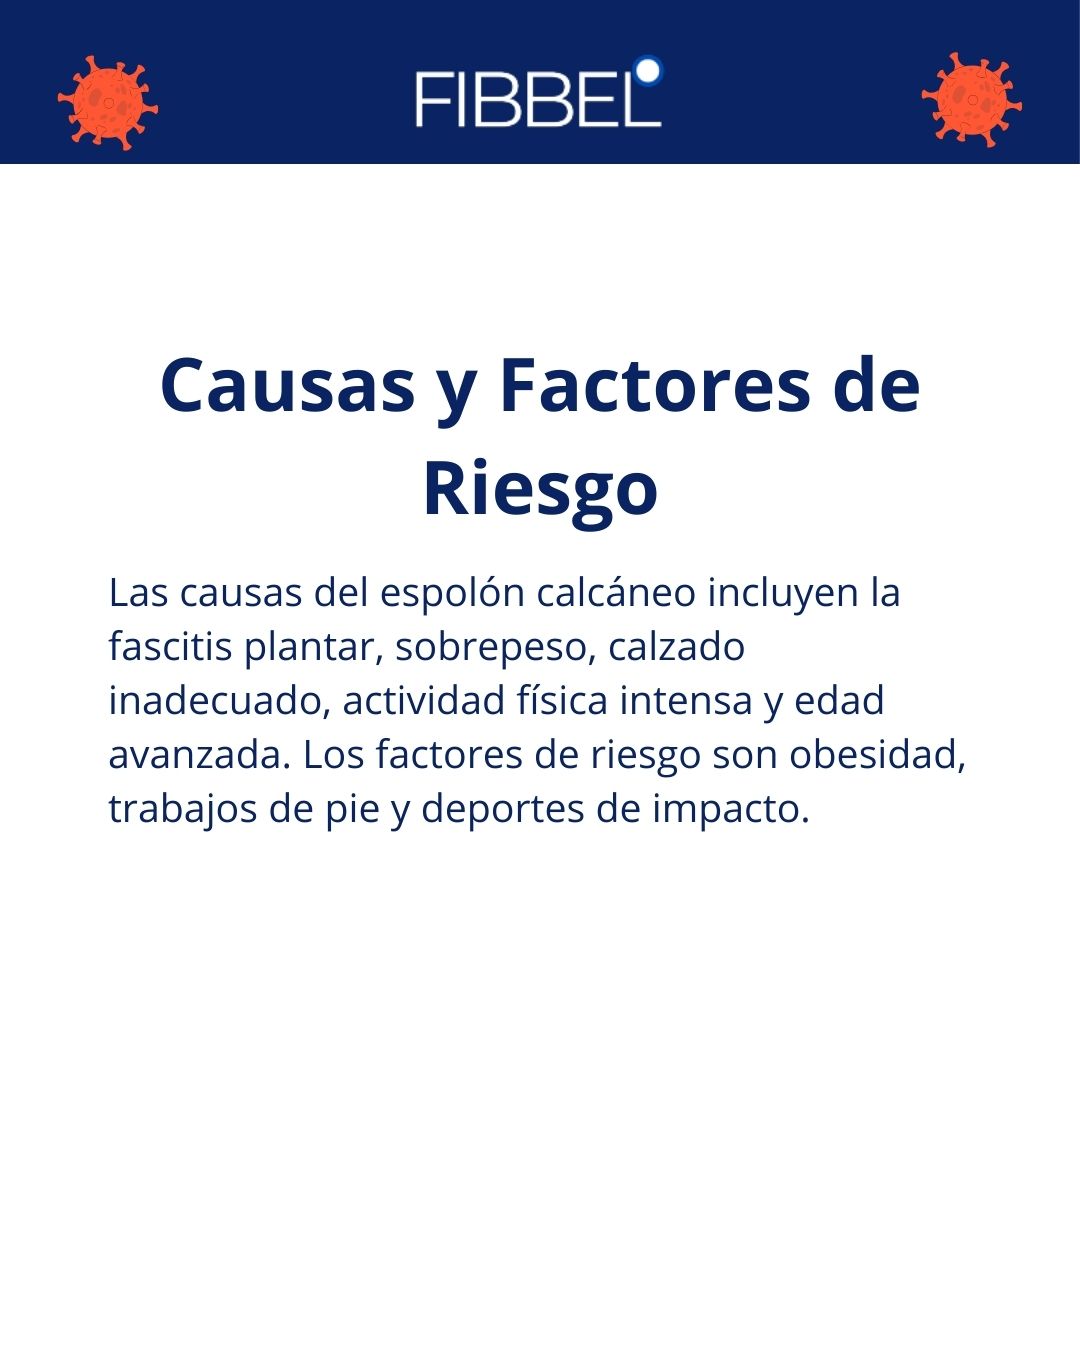 FIBBEL
Causas y Factores de
Riesgo
Las causas del espolón calcáneo incluyen la
fascitis plantar, sobrepeso, calzado
inadecuado, actividad física intensa y edad
avanzada. Los factores de riesgo son obesidad,
trabajos de pie y deportes de impacto.